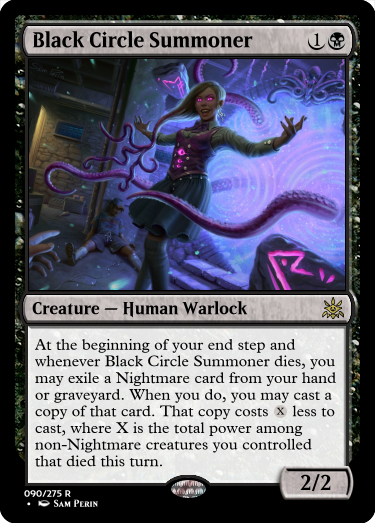 Black Circle Summoner 1
Creature — Human Warlock
At the beginning of your end step and
whenever Black Circle Summoner dies, you
may exile a Nightmare card from your hand
or graveyard. When you do, you may cast a
copy of that card. That copy costs X less to
cast, where X is the total power among
non-Nightmare creatures you controlled
that died this turn.
2/2
090/275 R
• Sam Perin